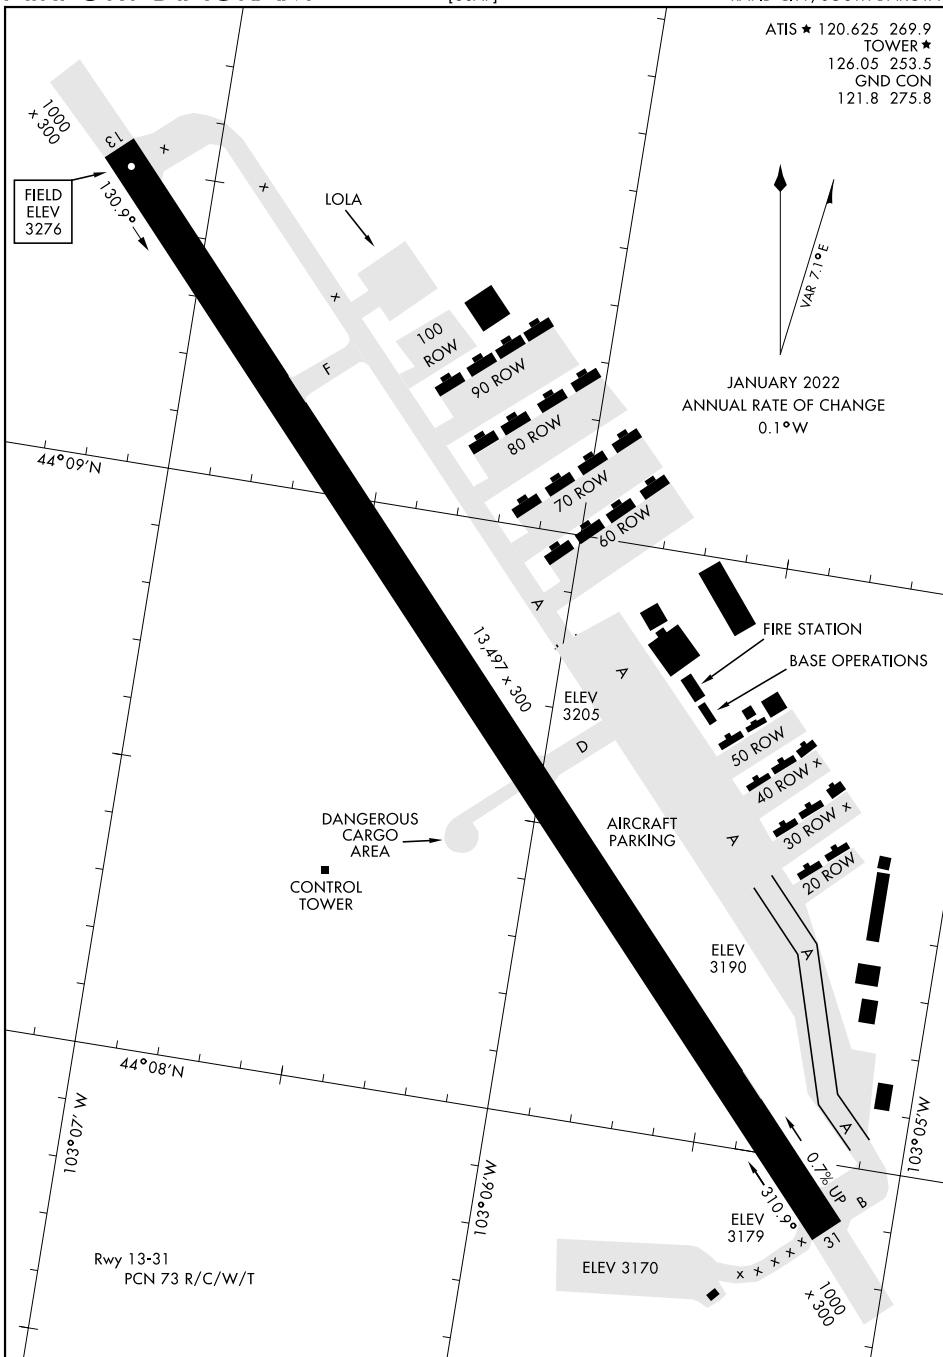 ATIS ★ 120.625 269.9
TOWER ★
126.05 253.5
GND CON
121.8 275.8
1000
x 300
13
FIELD
ELEV
3276
130.9°
LOLA
VAR 7.1° E
JANUARY 2022
ANNUAL RATE OF CHANGE
0.1° W
x
x
x
F
100
ROW
90 ROW
80 ROW
70 ROW
60 ROW
44° 09'N
A
13,497 x 300
A
FIRE STATION
BASE OPERATIONS
ELEV
3205
D
50 ROW
40 ROW x
30 ROW x
20 ROW
DANGEROUS
CARGO
AREA
AIRCRAFT
PARKING
A
CONTROL
TOWER
ELEV
3190
A
44° 08'N
103° 07' W
103° 06'W
103° 05'W
A
0.7% UP
310.9°
B
31
ELEV
3179
x x x x x
ELEV 3170
Rwy 13-31
PCN 73 R/C/W/T
1000
x 300